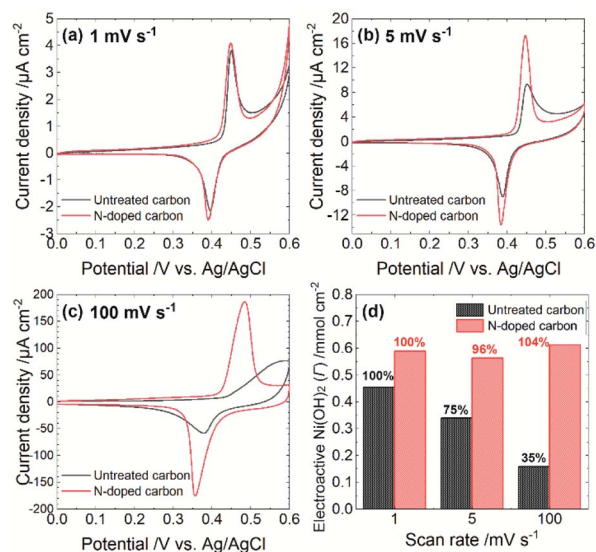 (a) 1 mV s⁻¹
Current density /µA cm⁻²
5
4
3
2
1
0
-1
-2
-3
Untreated carbon
N-doped carbon
0.0 0.1 0.2 0.3 0.4 0.5 0.6
Potential /V vs. Ag/AgCl
(b) 5 mV s⁻¹
Current density /µA cm⁻²
20
16
12
8
4
0
-4
-8
-12
Untreated carbon
N-doped carbon
0.0 0.1 0.2 0.3 0.4 0.5 0.6
Potential /V vs. Ag/AgCl
(c) 100 mV s⁻¹
Current density /µA cm⁻²
200
150
100
50
0
-50
-100
-150
-200
Untreated carbon
N-doped carbon
0.0 0.1 0.2 0.3 0.4 0.5 0.6
Potential /V vs. Ag/AgCl
(d)
Untreated carbon
N-doped carbon
Electroactive Ni(OH)₂ (Γ) /mmol cm⁻²
0.8
0.7
0.6
0.5
0.4
0.3
0.2
0.1
0.0
100% 100%
75% 96%
35% 104%
1 5 100
Scan rate /mV s⁻¹